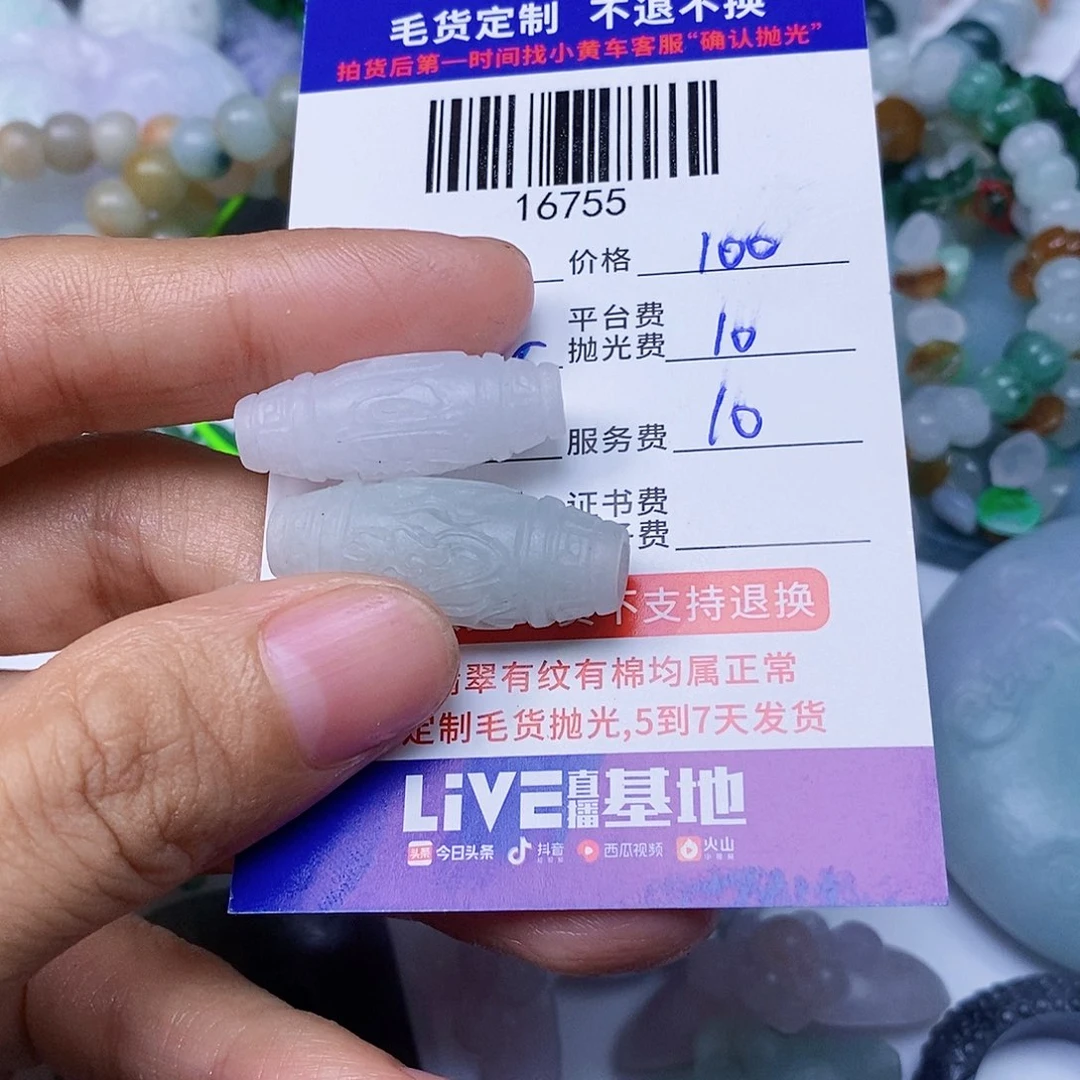 毛货定制 不退不换
拍货后第一时间找小黄车客服“确认抛光”
16755
价格 100
平台费
抛光费 10
服务费 10
证书费
费
不支持退换
翠有纹有棉均属正常
定制毛货抛光,5到7天发货
LiVE直播基地
头条 今日头条 抖音 西瓜视频 火山